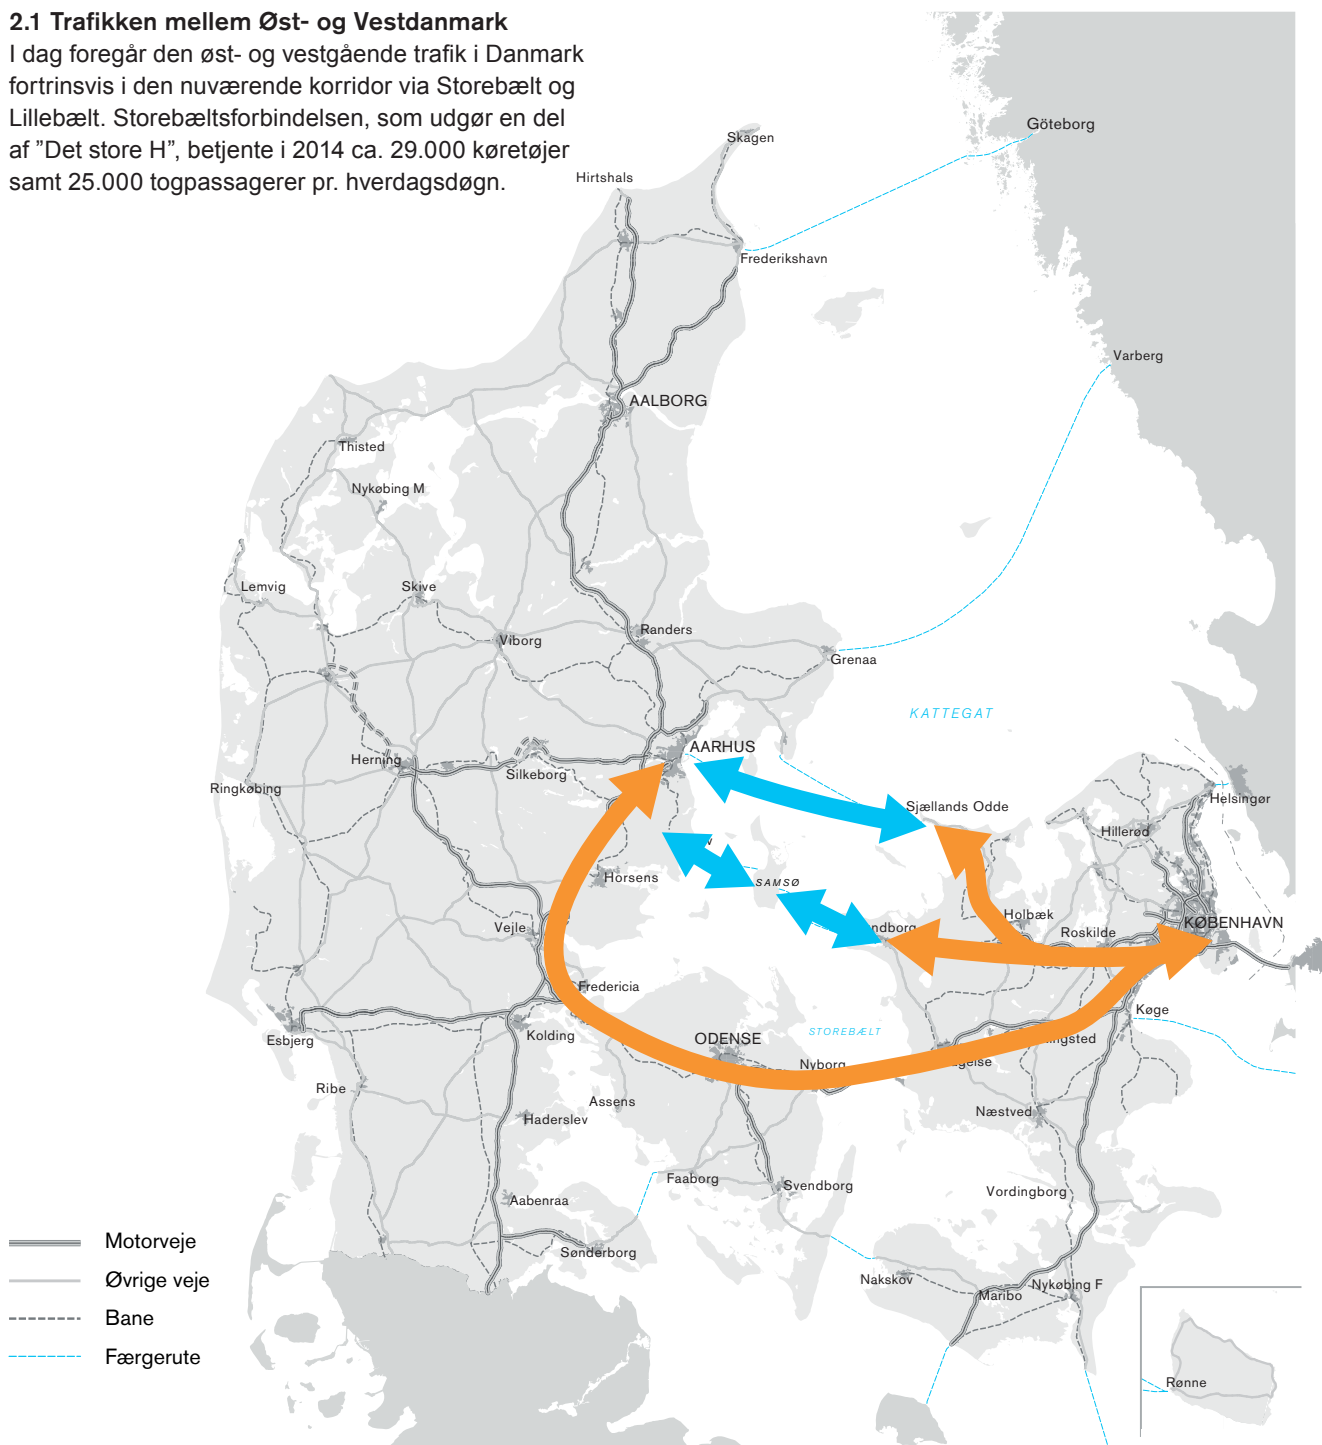 2.1 Trafikken mellem Øst- og Vestdanmark
I dag foregår den øst- og vestgående trafik i Danmark
fortrinsvis i den nuværende korridor via Storebælt og
Lillebælt. Storebæltsforbindelsen, som udgør en del
af ”Det store H”, betjente i 2014 ca. 29.000 køretøjer
samt 25.000 togpassagerer pr. hverdagsdøgn.
Göteborg
Skagen
Hirtshals
Frederikshavn
Varberg
AALBORG
Thisted
Nykøbing M
Lemvig
Skive
Randers
Viborg
Grenaa
KATTEGAT
AARHUS
Herning
Silkeborg
Ringkøbing
Helsingør
Sjællands Odde
Hillerød
Horsens
SAMSØ
Holbæk
KØBENHAVN
Vejle
ndborg
Roskilde
Fredericia
Køge
STOREBÆLT
Kolding
ODENSE
Esbjerg
ngsted
Nyborg
gelse
Ribe
Assens
Næstved
Haderslev
Faaborg
Svendborg
Vordingborg
Aabenraa
Motorveje
Sønderborg
Øvrige veje
Nakskov
Nykøbing F
Maribo
Bane
Færgerute
Rønne